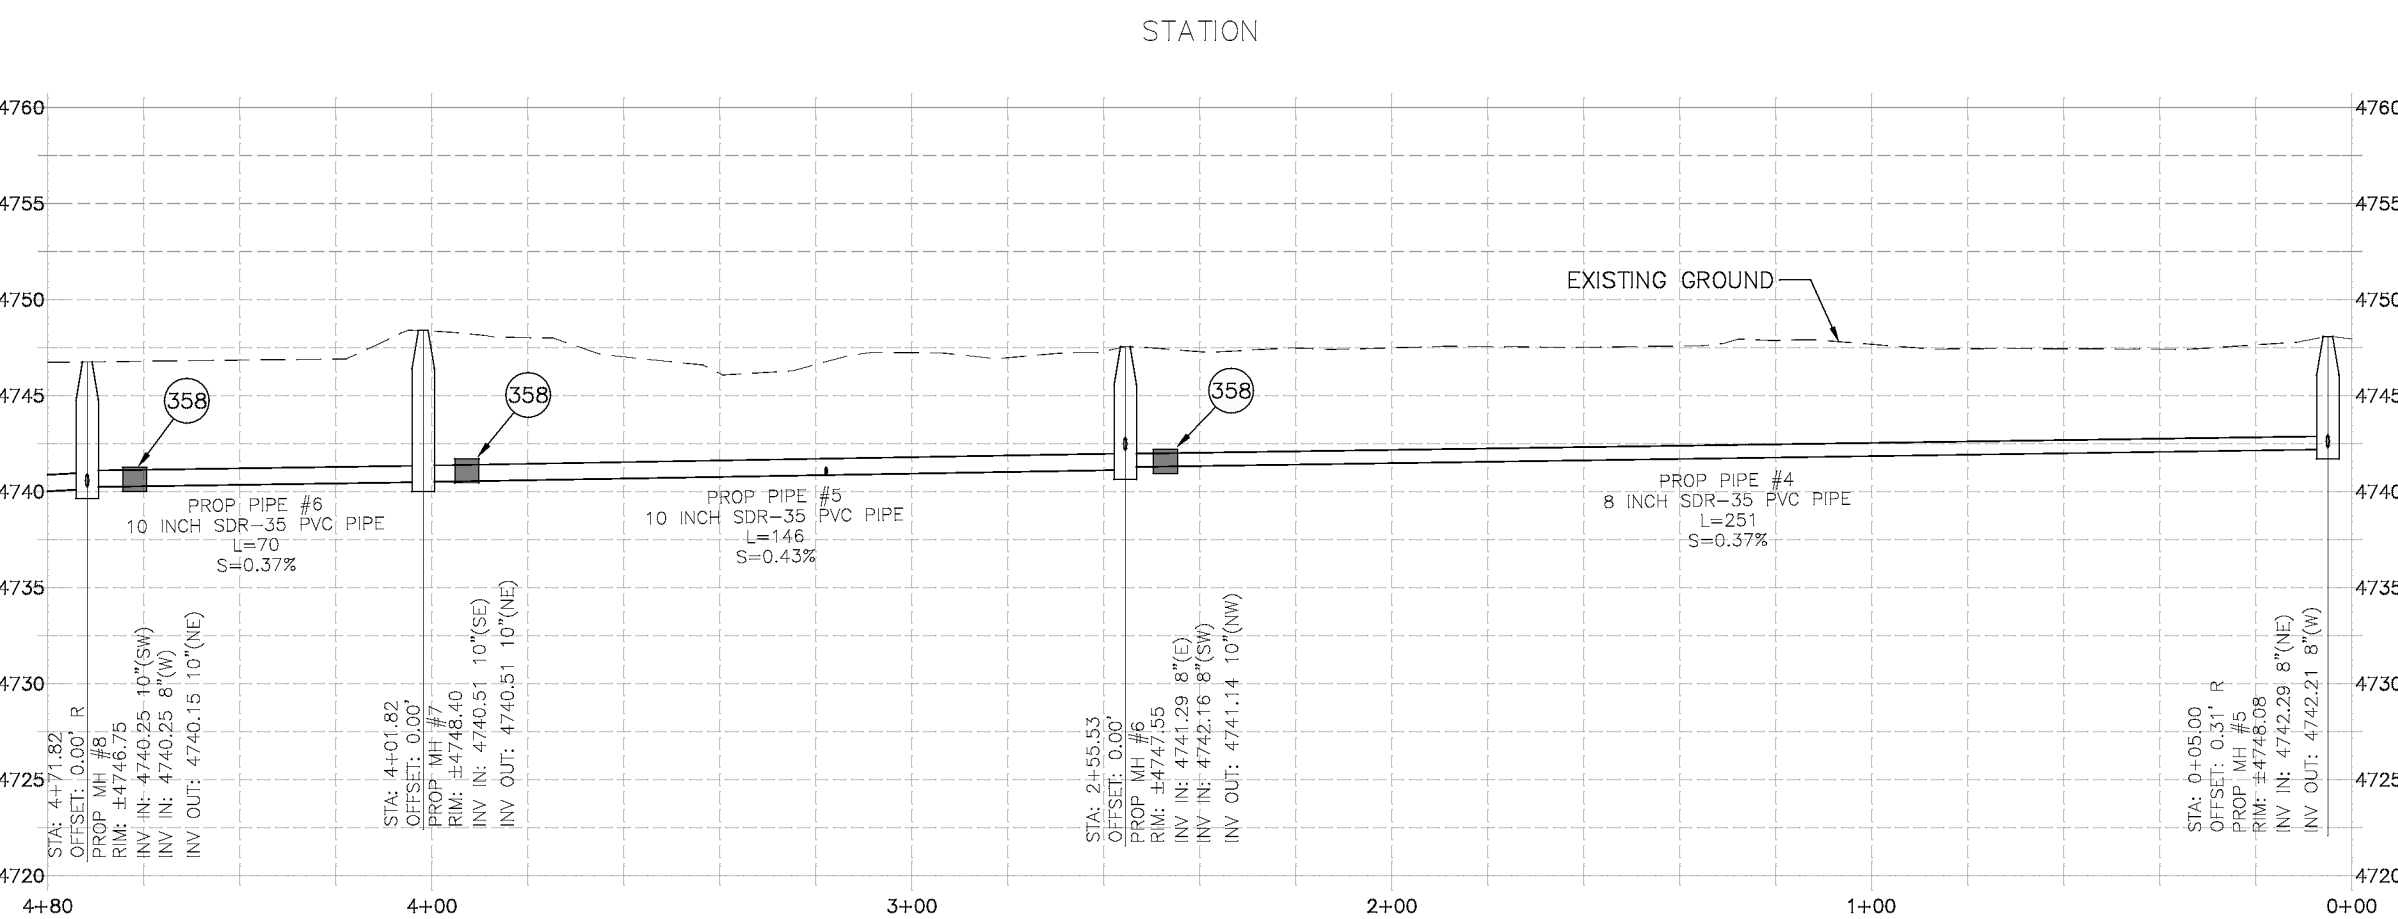 STATION
4760
4760
4755
4755
EXISTING GROUND
4750
4750
358
358
358
4745
4745
4740
4740
PROP PIPE #6
10 INCH SDR-35 PVC PIPE
L=70
S=0.37%
PROP PIPE #5
10 INCH SDR-35 PVC PIPE
L=146
S=0.43%
PROP PIPE #4
8 INCH SDR-35 PVC PIPE
L=251
S=0.37%
4735
4735
4730
4730
4725
4725
4720
4720
STA: 4+71.82
OFFSET: 0.00' R
PROP MH #8
RIM: ±4746.75
INV IN: 4740.25 10"(SW)
INV IN: 4740.25 8"(W)
INV OUT: 4740.15 10"(NE)
STA: 4+01.82
OFFSET: 0.00'
PROP MH #7
RIM: ±4748.40
INV IN: 4740.51 10"(SE)
INV OUT: 4740.51 10"(NE)
STA: 2+55.53
OFFSET: 0.00'
PROP MH #6
RIM: ±4747.55
INV IN: 4741.29 8"(E)
INV IN: 4742.16 8"(SW)
INV OUT: 4741.14 10"(NW)
STA: 0+05.00
OFFSET: 0.31' R
PROP MH #5
RIM: ±4748.08
INV IN: 4742.29 8"(NE)
INV OUT: 4742.21 8"(W)
4+80
4+00
3+00
2+00
1+00
0+00